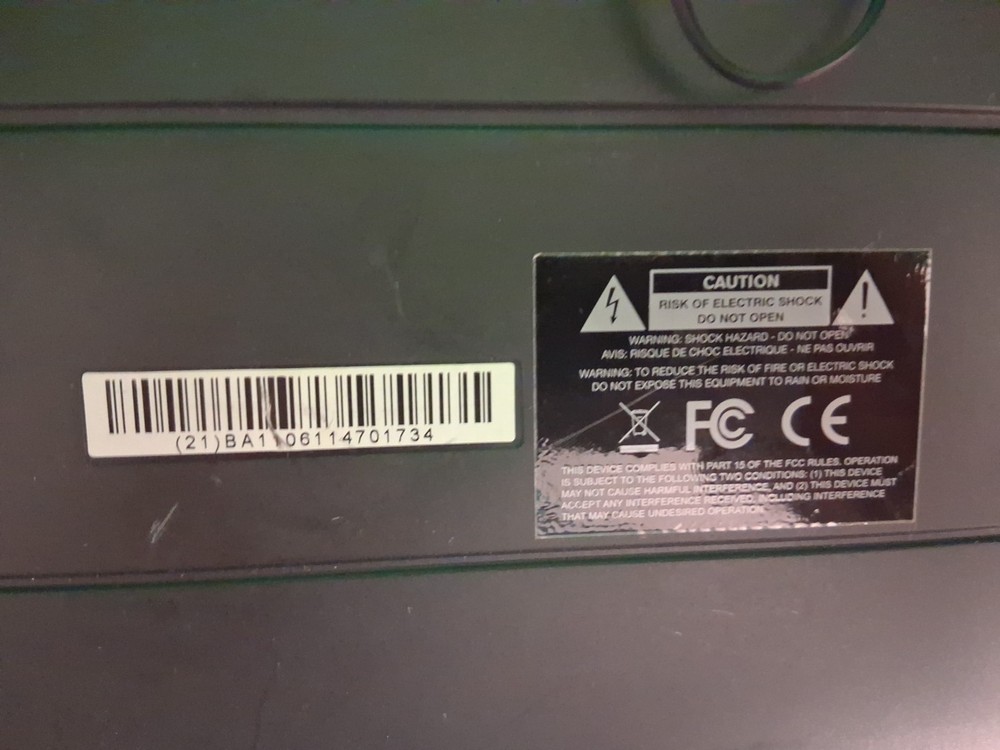 (21)BA1106114701734
CAUTION
RISK OF ELECTRIC SHOCK
DO NOT OPEN
WARNING: SHOCK HAZARD - DO NOT OPEN
AVIS: RISQUE DE CHOC ELECTRIQUE - NE PAS OUVRIR
WARNING: TO REDUCE THE RISK OF FIRE OR ELECTRIC SHOCK
DO NOT EXPOSE THIS EQUIPMENT TO RAIN OR MOISTURE
FC CE
THIS DEVICE COMPLIES WITH PART 15 OF THE FCC RULES. OPERATION
IS SUBJECT TO THE FOLLOWING TWO CONDITIONS: (1) THIS DEVICE
MAY NOT CAUSE HARMFUL INTERFERENCE, AND (2) THIS DEVICE MUST
ACCEPT ANY INTERFERENCE RECEIVED, INCLUDING INTERFERENCE
THAT MAY CAUSE UNDESIRED OPERATION.